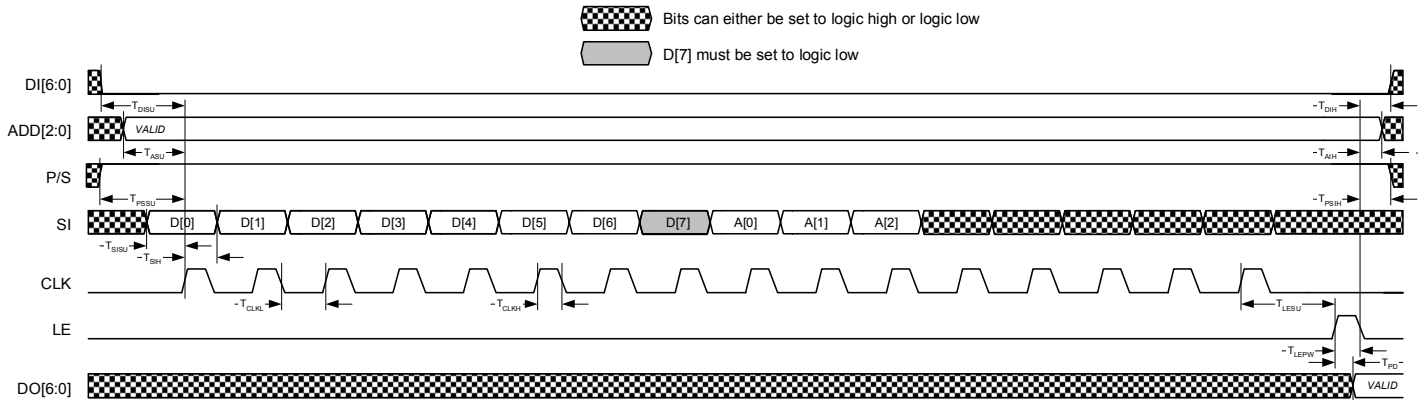 Bits can either be set to logic high or logic low
D[7] must be set to logic low
DI[6:0]
TDISU
TDIH
ADD[2:0]
VALID
TASU
TAIH
P/S
TPSSU
TPSIH
SI
D[0] D[1] D[2] D[3] D[4] D[5] D[6] D[7] A[0] A[1] A[2]
TSISU
TSIH
CLK
TCLKL
TCLKH
TLESU
LE
TLEPW
TPD
DO[6:0]
VALID